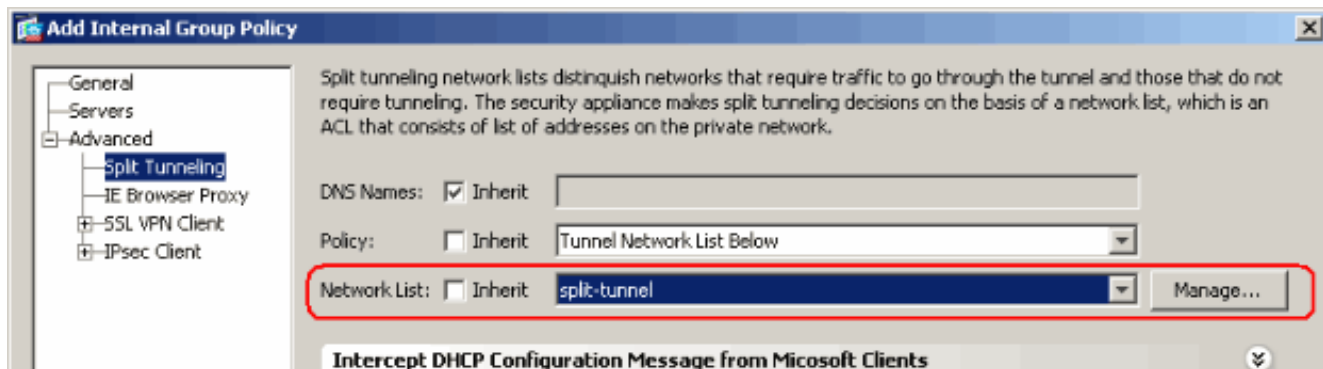 Add Internal Group Policy
General
Servers
Advanced
Split Tunneling
IE Browser Proxy
SSL VPN Client
IPsec Client
Split tunneling network lists distinquish networks that require traffic to go through the tunnel and those that do not
require tunneling. The security appliance makes split tunneling decisions on the basis of a network list, which is an
ACL that consists of list of addresses on the private network.
DNS Names: Inherit
Policy: Inherit Tunnel Network List Below
Network List: Inherit split-tunnel Manage...
Intercept DHCP Configuration Message from Micosoft Clients